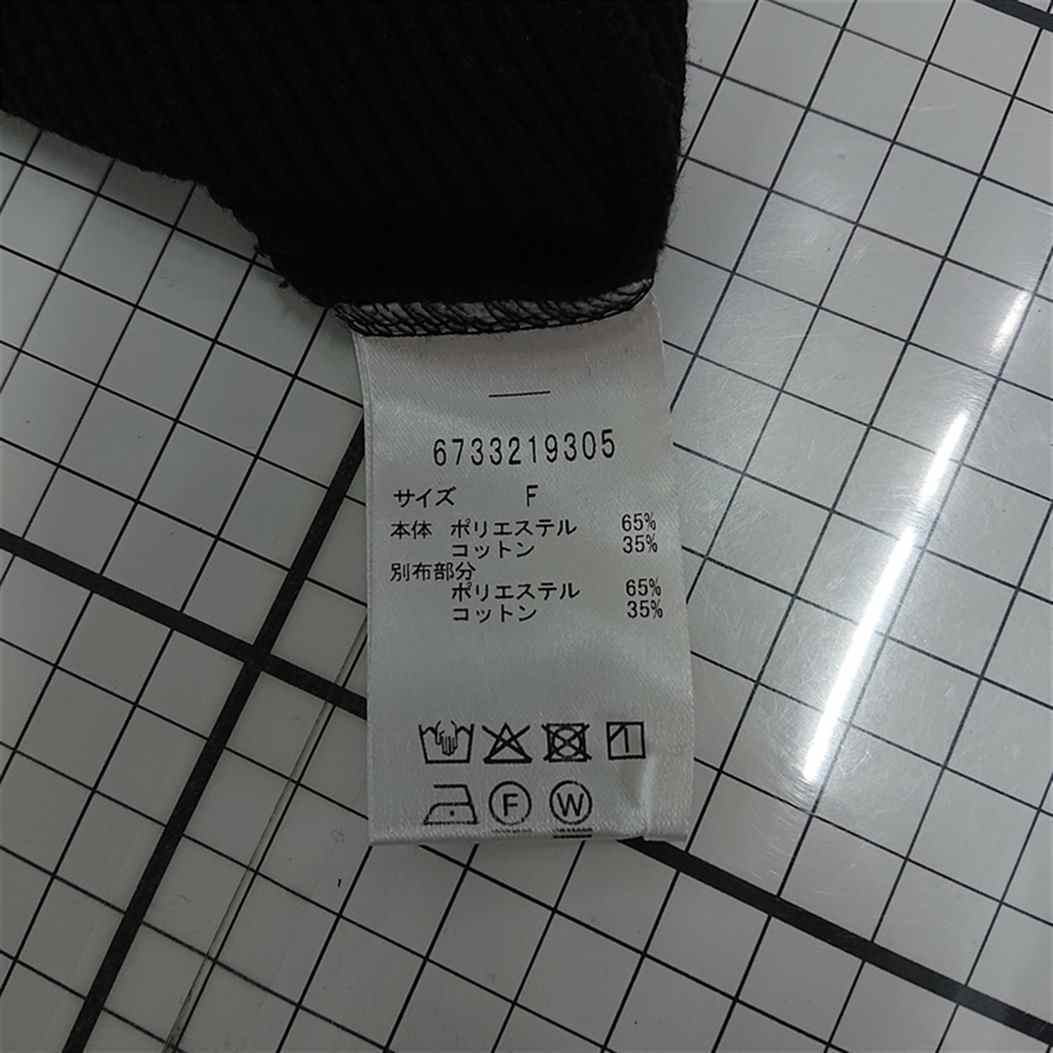 6733219305
サイズ F
本体 ポリエステル 65%
コットン 35%
別布部分
ポリエステル 65%
コットン 35%
F W